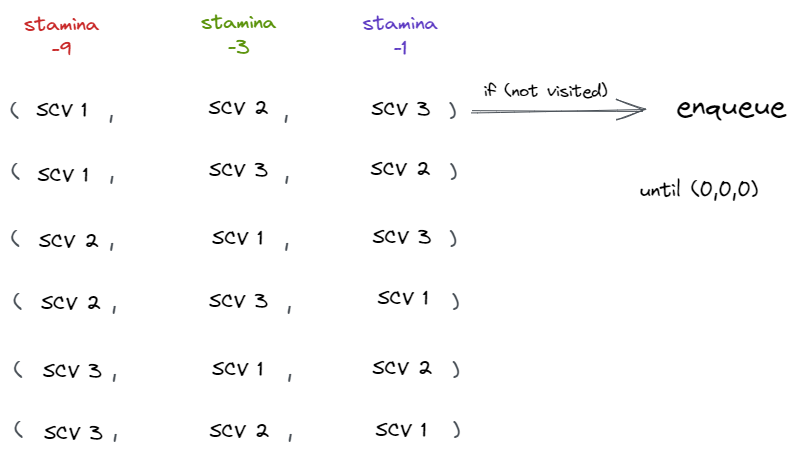 stamina stamina stamina
-9 -3 -1
( SCV 1 , SCV 2 , SCV 3 ) if (not visited) enqueue
( SCV 1 , SCV 3 , SCV 2 )
until (0,0,0)
( SCV 2 , SCV 1 , SCV 3 )
( SCV 2 , SCV 3 , SCV 1 )
( SCV 3 , SCV 1 , SCV 2 )
( SCV 3 , SCV 2 , SCV 1 )